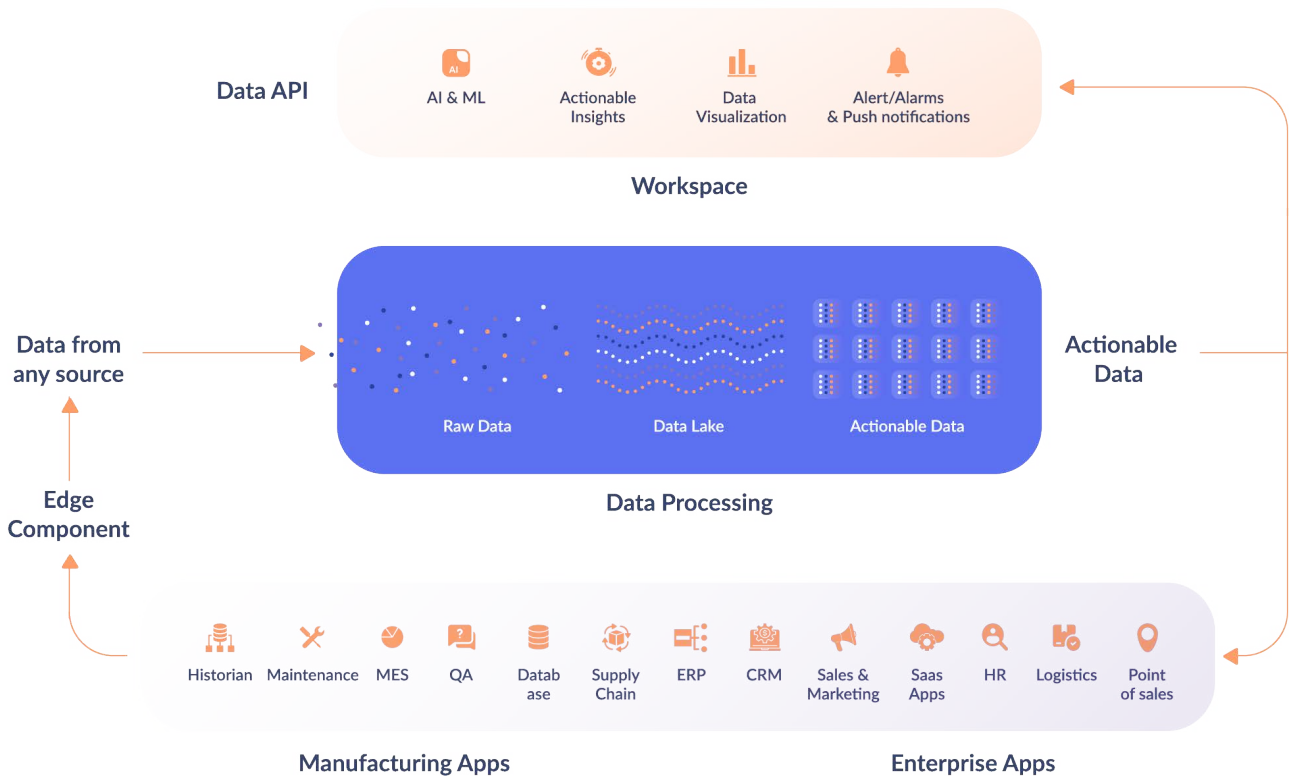 Data API
AI
AI & ML
Actionable
Insights
Data
Visualization
Alert/Alarms
& Push notifications
Workspace
Data from
any source
Raw Data
Data Lake
Actionable Data
Actionable
Data
Data Processing
Edge
Component
?
Historian
Maintenance
MES
QA
Datab
ase
Supply
Chain
ERP
CRM
Sales &
Marketing
Saas
Apps
HR
Logistics
Point
of sales
Manufacturing Apps
Enterprise Apps